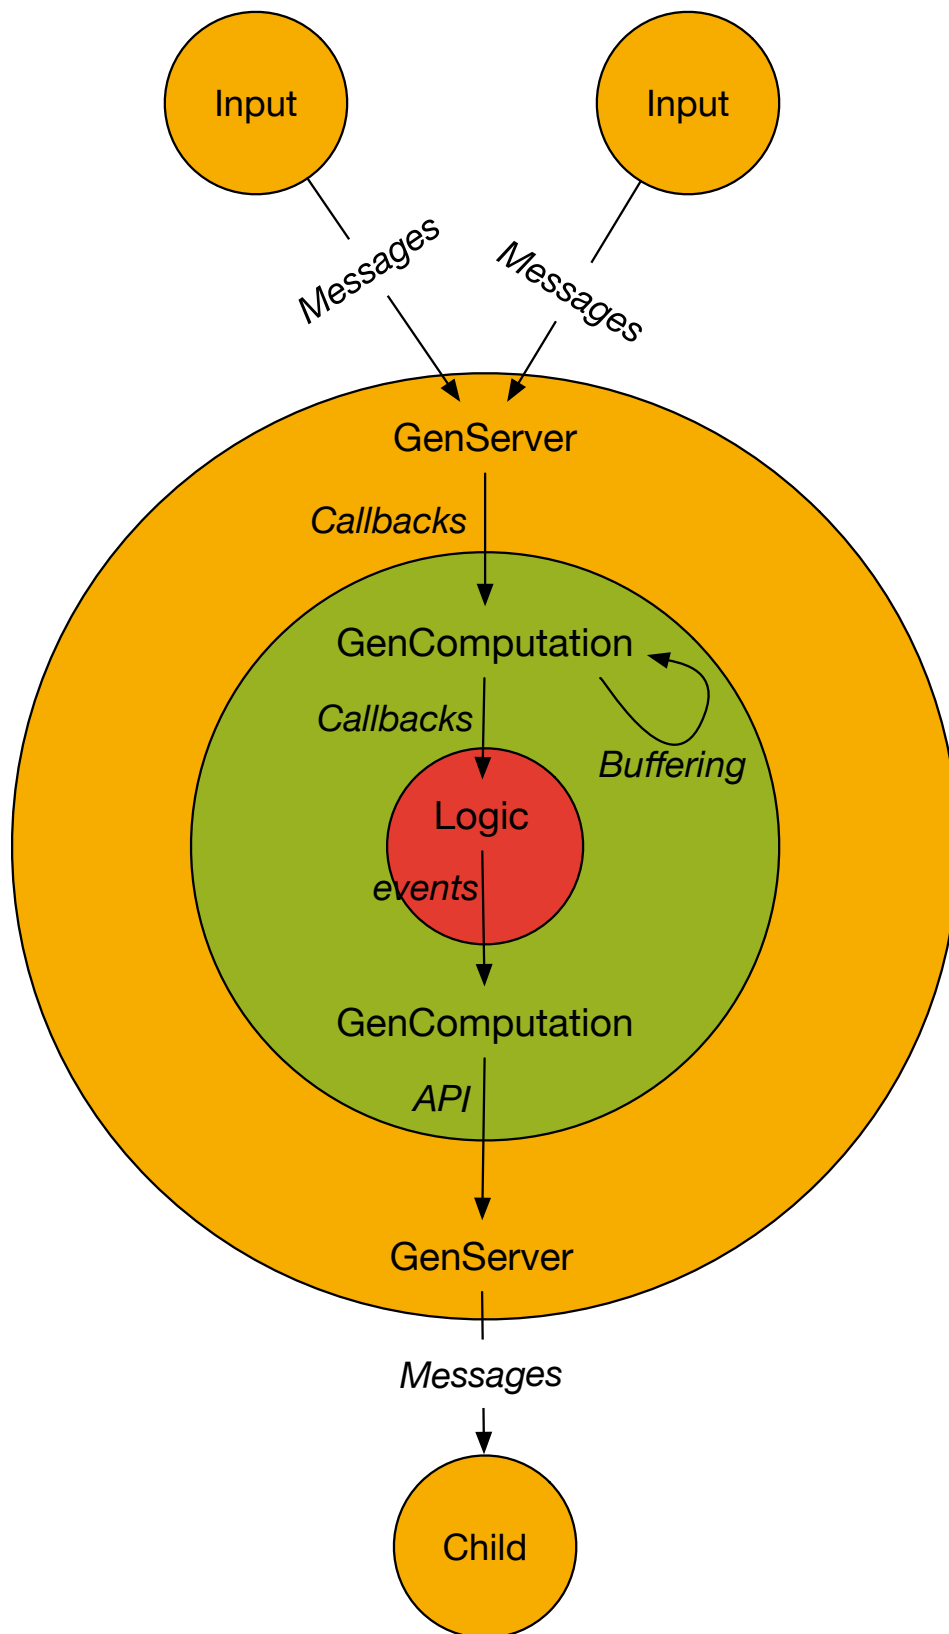 Input
Input
Messages
Messages
GenServer
Callbacks
GenComputation
Callbacks
Buffering
Logic
events
GenComputation
API
GenServer
Messages
Child